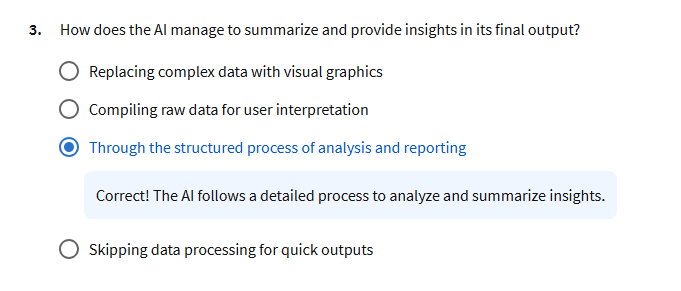 3. How does the AI manage to summarize and provide insights in its final output?
Replacing complex data with visual graphics
Compiling raw data for user interpretation
Through the structured process of analysis and reporting
Correct! The AI follows a detailed process to analyze and summarize insights.
Skipping data processing for quick outputs